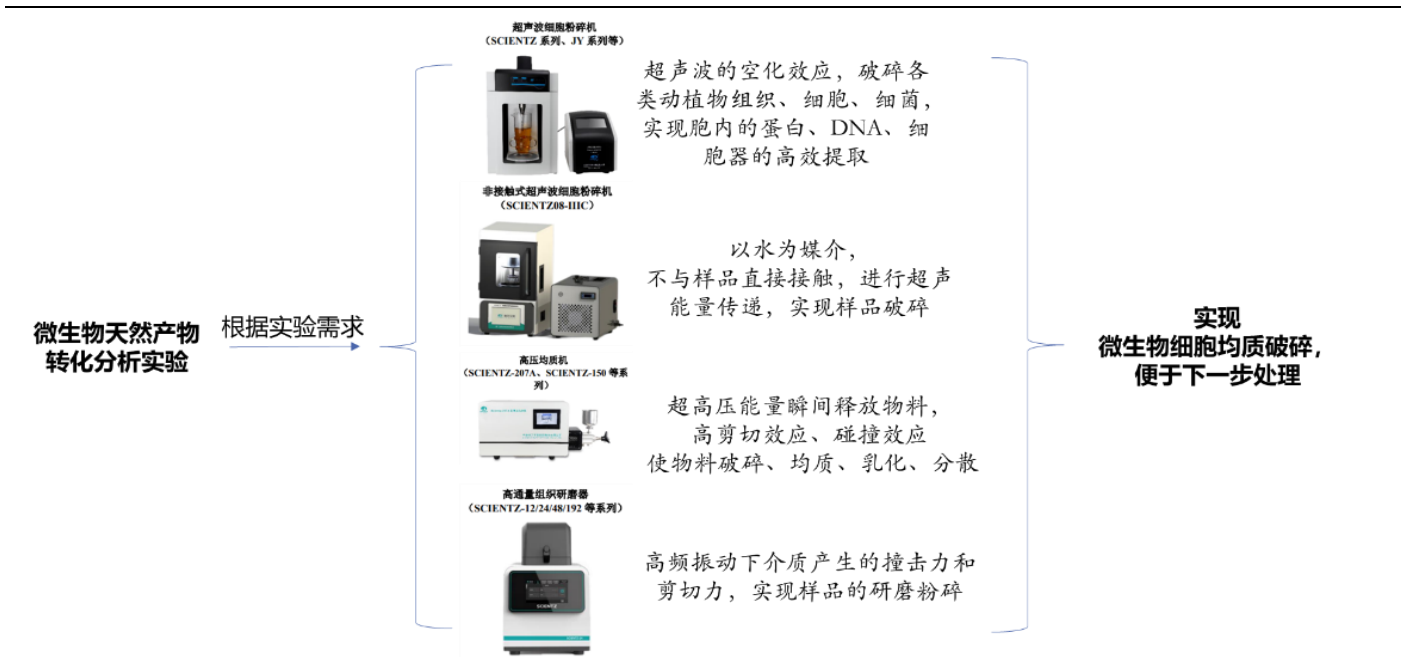 超声波细胞粉碎机
（SCIENTZ 系列、JY 系列等）
超声波的空化效应，破碎各
类动植物组织、细胞、细菌，
实现胞内的蛋白、DNA、细
胞器的高效提取
非接触式超声波细胞粉碎机
（SCIENTZ08-IIIC）
以水为媒介，
不与样品直接接触，进行超声
能量传递，实现样品破碎
微生物天然产物
转化分析实验
根据实验需求
高压均质机
（SCIENTZ-207A、SCIENTZ-150 等系
列）
超高压能量瞬间释放物料，
高剪切效应、碰撞效应
使物料破碎、均质、乳化、分散
高通量组织研磨器
（SCIENTZ-12/24/48/192 等系列）
SCIENTZ
高频振动下介质产生的撞击力和
剪切力，实现样品的研磨粉碎
实现
微生物细胞均质破碎，
便于下一步处理